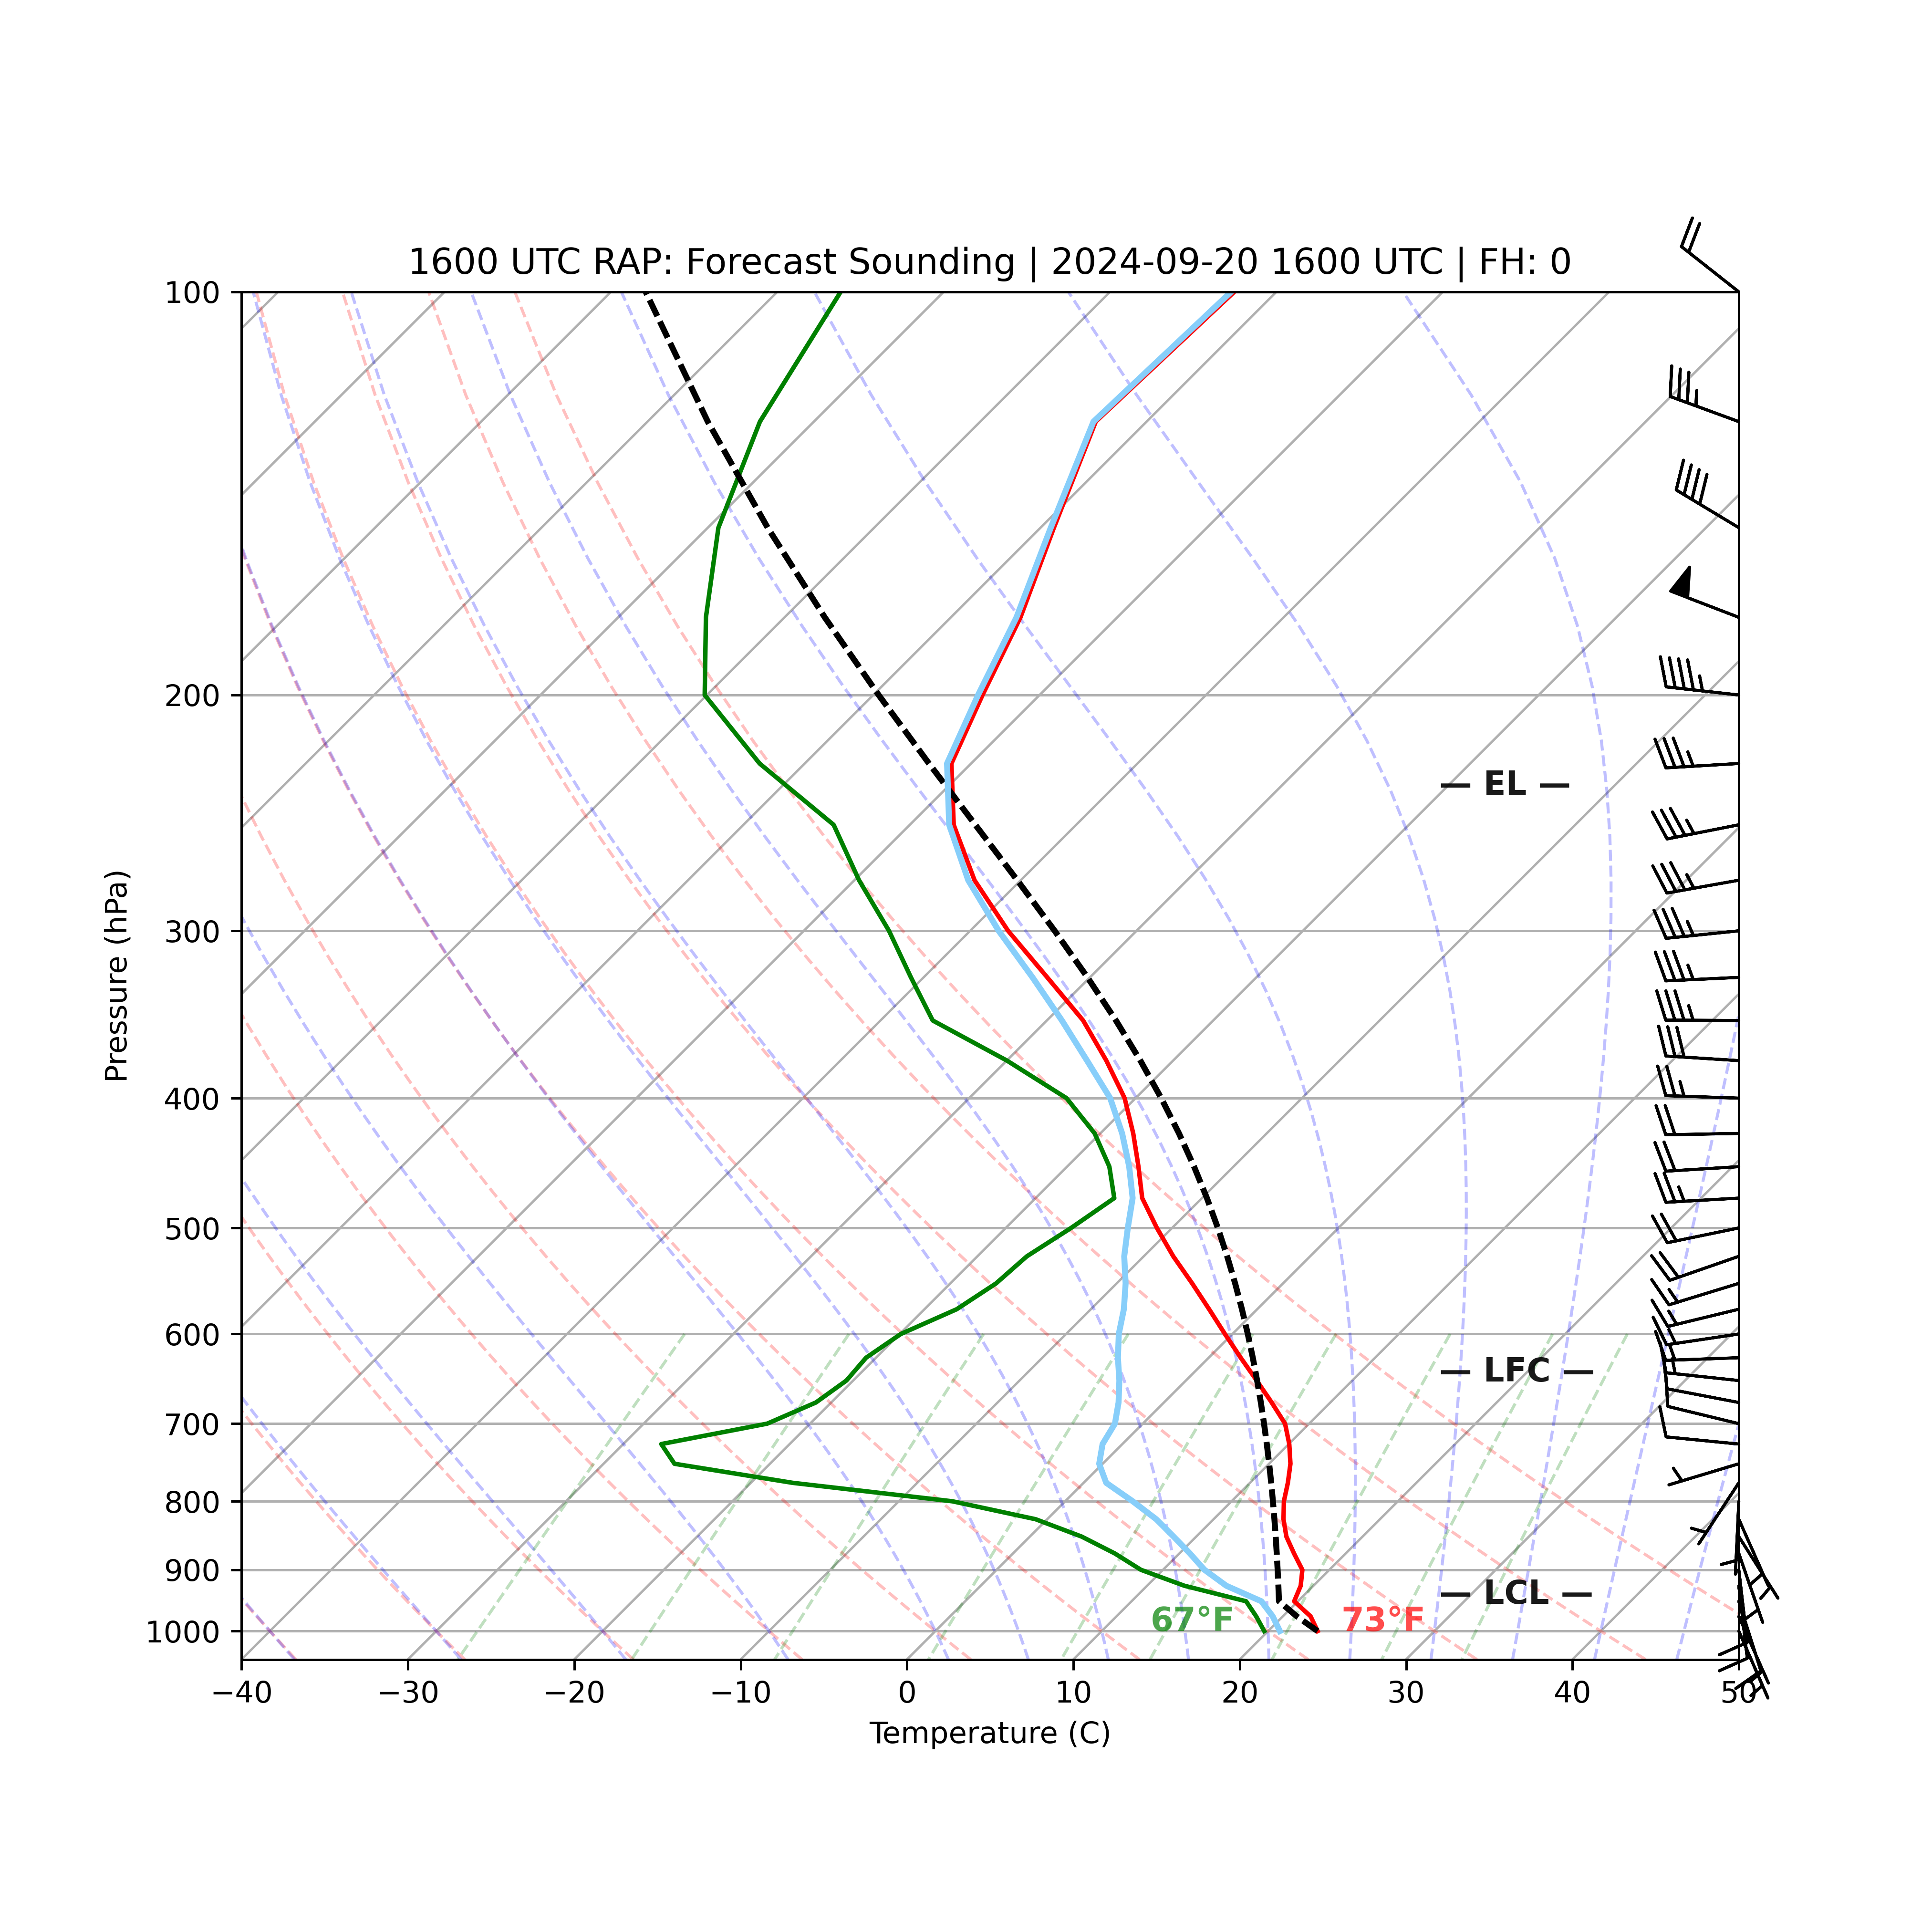 1600 UTC RAP: Forecast Sounding | 2024-09-20 1600 UTC | FH: 0
100
200
— EL —
300
Pressure (hPa)
400
500
600
— LFC —
700
800
900
— LCL —
67°F 73°F
1000
−40 −30 −20 −10 0 10 20 30 40 50
Temperature (C)